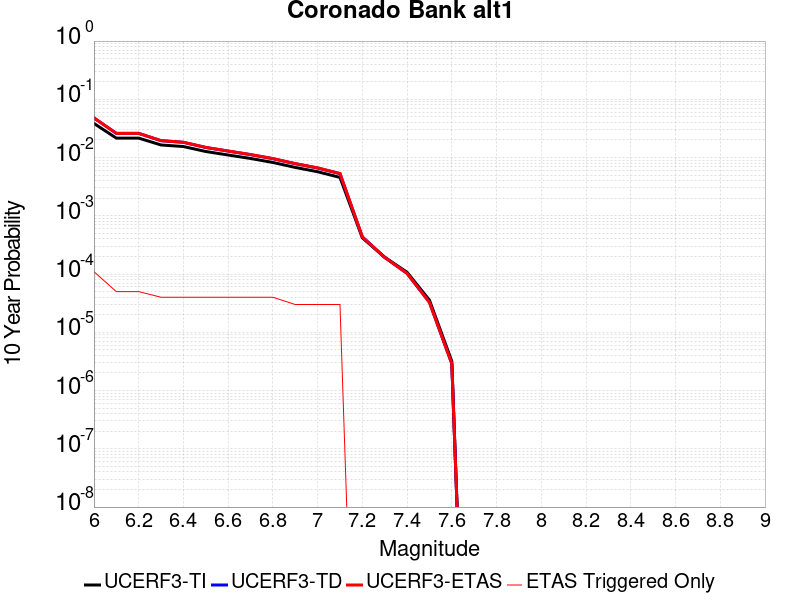 Coronado Bank alt1
10^0
10^-1
10^-2
10^-3
10^-4
10^-5
10^-6
10^-7
10^-8
10 Year Probability
6 6.2 6.4 6.6 6.8 7 7.2 7.4 7.6 7.8 8 8.2 8.4 8.6 8.8 9
Magnitude
UCERF3-TI UCERF3-TD UCERF3-ETAS ETAS Triggered Only